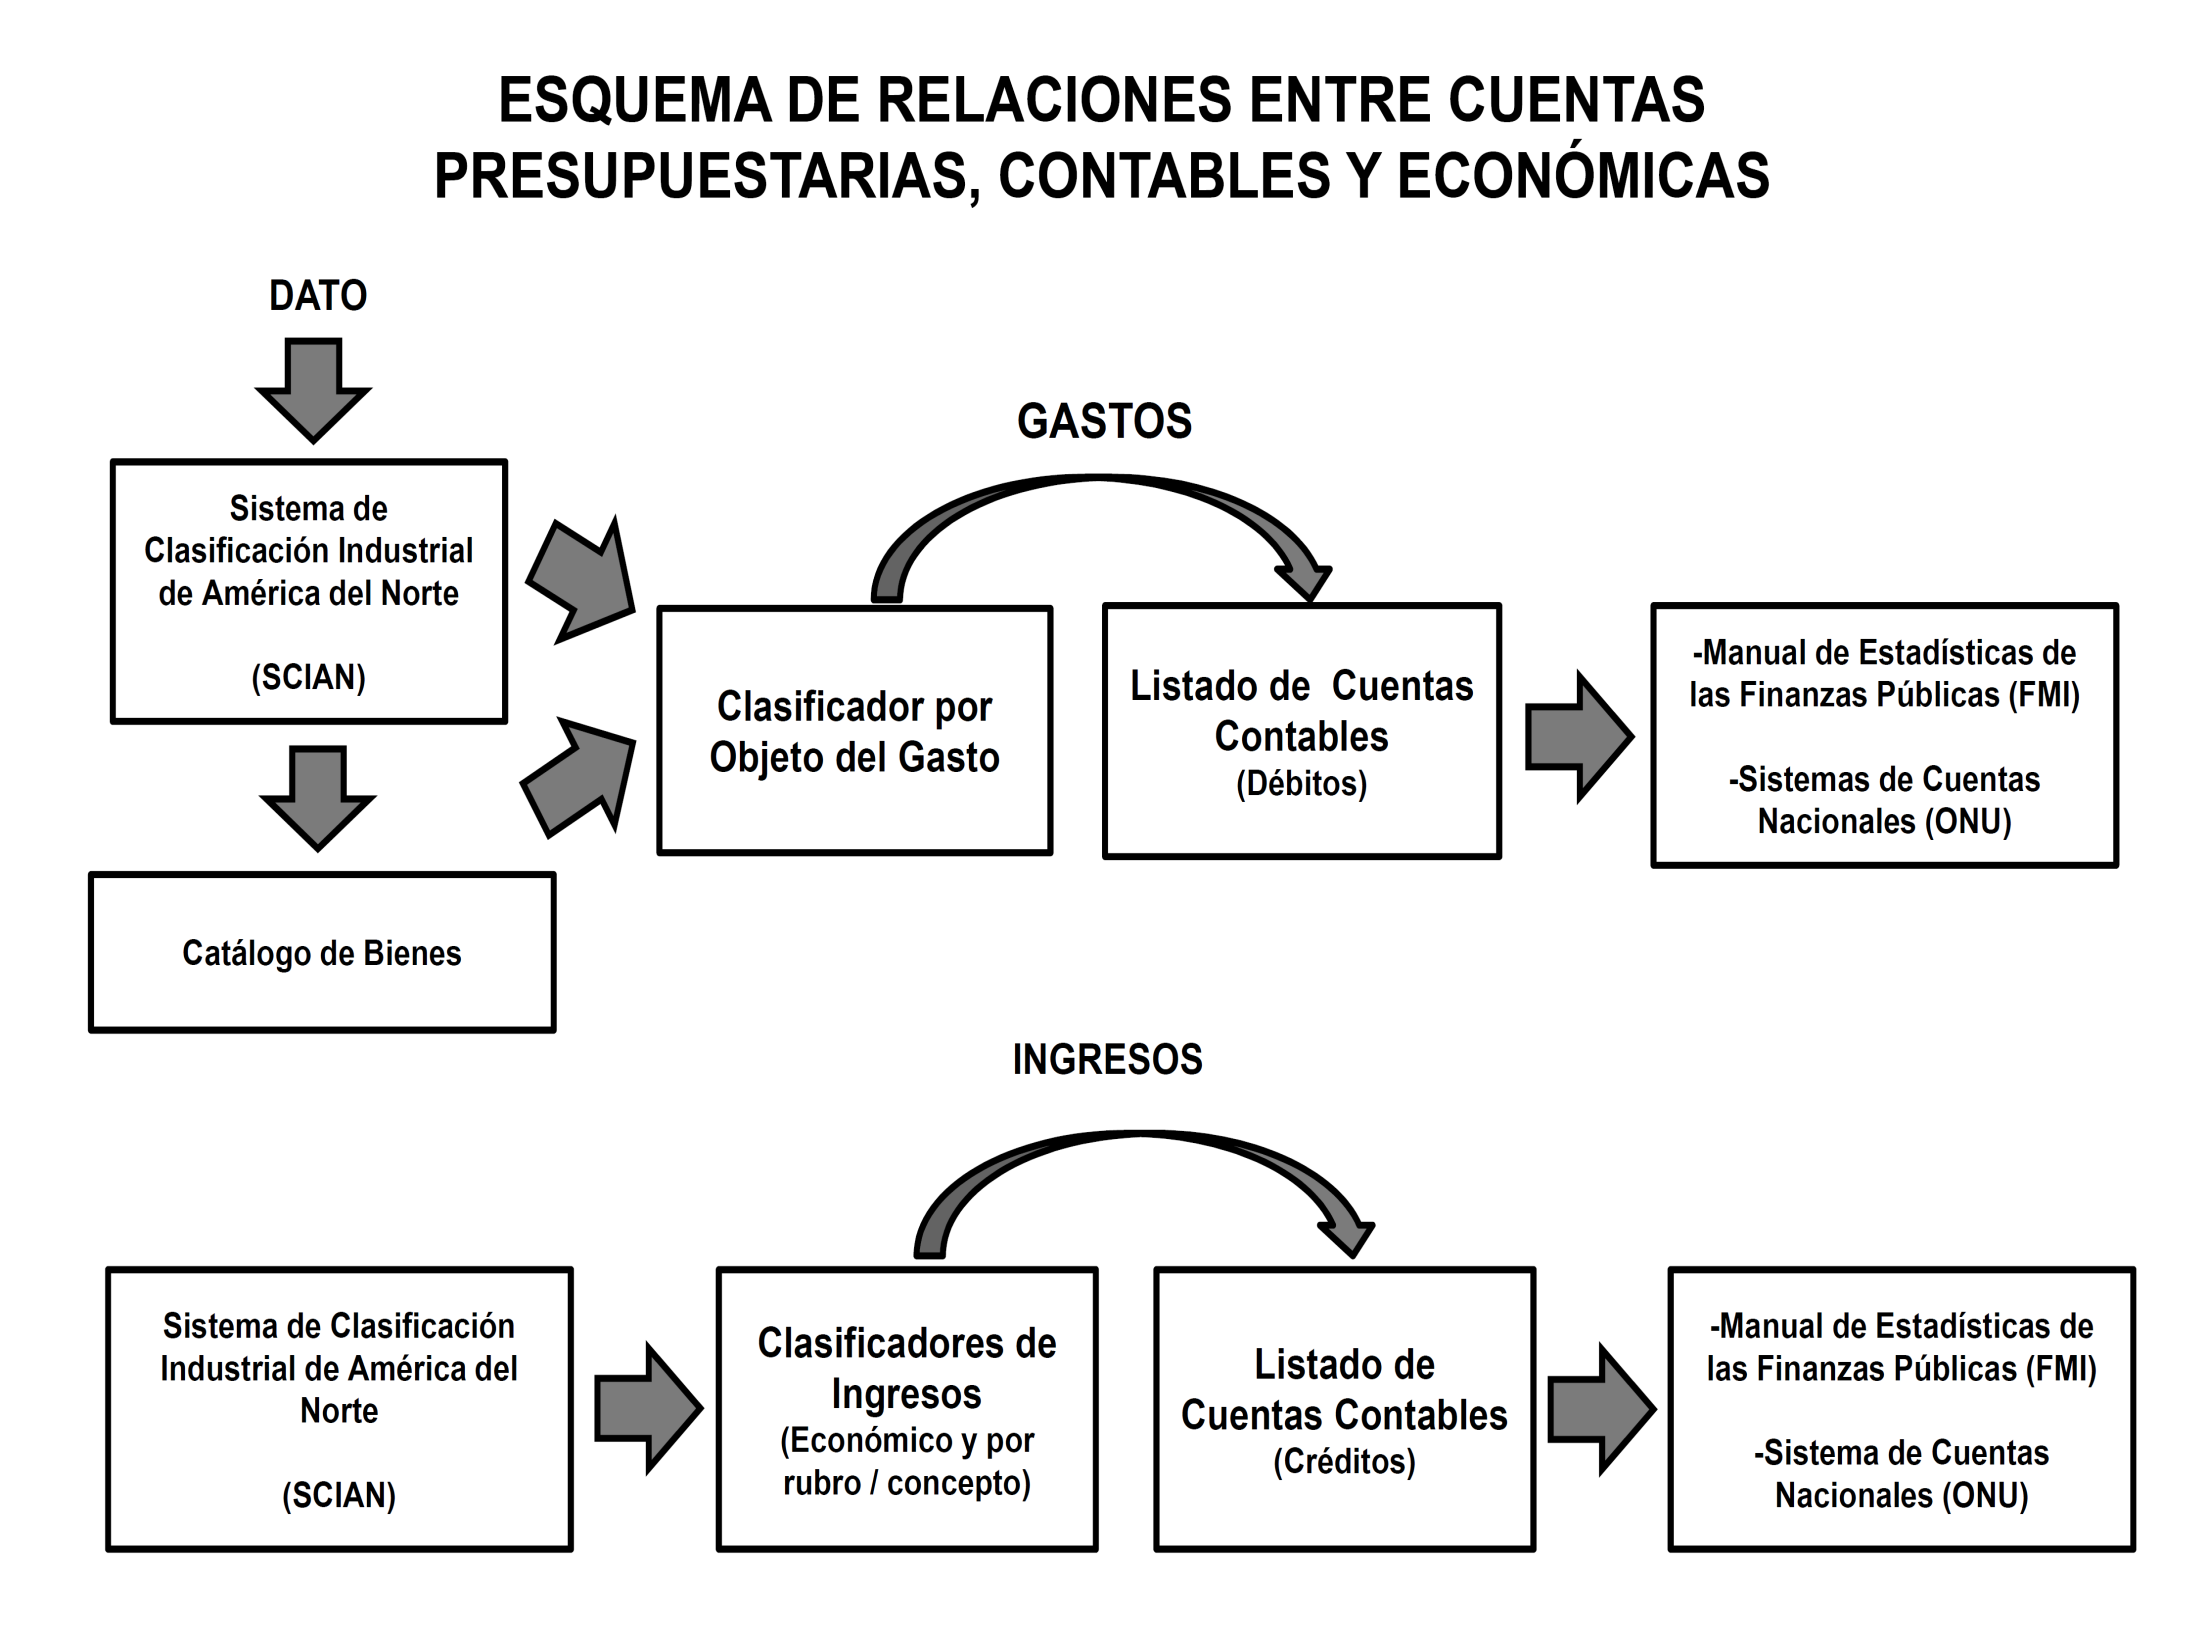 ESQUEMA DE RELACIONES ENTRE CUENTAS
PRESUPUESTARIAS, CONTABLES Y ECONÓMICAS
DATO
GASTOS
Sistema de
Clasificación Industrial
de América del Norte
(SCIAN)
Clasificador por
Objeto del Gasto
Listado de Cuentas
Contables
(Débitos)
-Manual de Estadísticas de
las Finanzas Públicas (FMI)
-Sistemas de Cuentas
Nacionales (ONU)
Catálogo de Bienes
INGRESOS
Sistema de Clasificación
Industrial de América del
Norte
(SCIAN)
Clasificadores de
Ingresos
(Económico y por
rubro / concepto)
Listado de
Cuentas Contables
(Créditos)
-Manual de Estadísticas de
las Finanzas Públicas (FMI)
-Sistema de Cuentas
Nacionales (ONU)